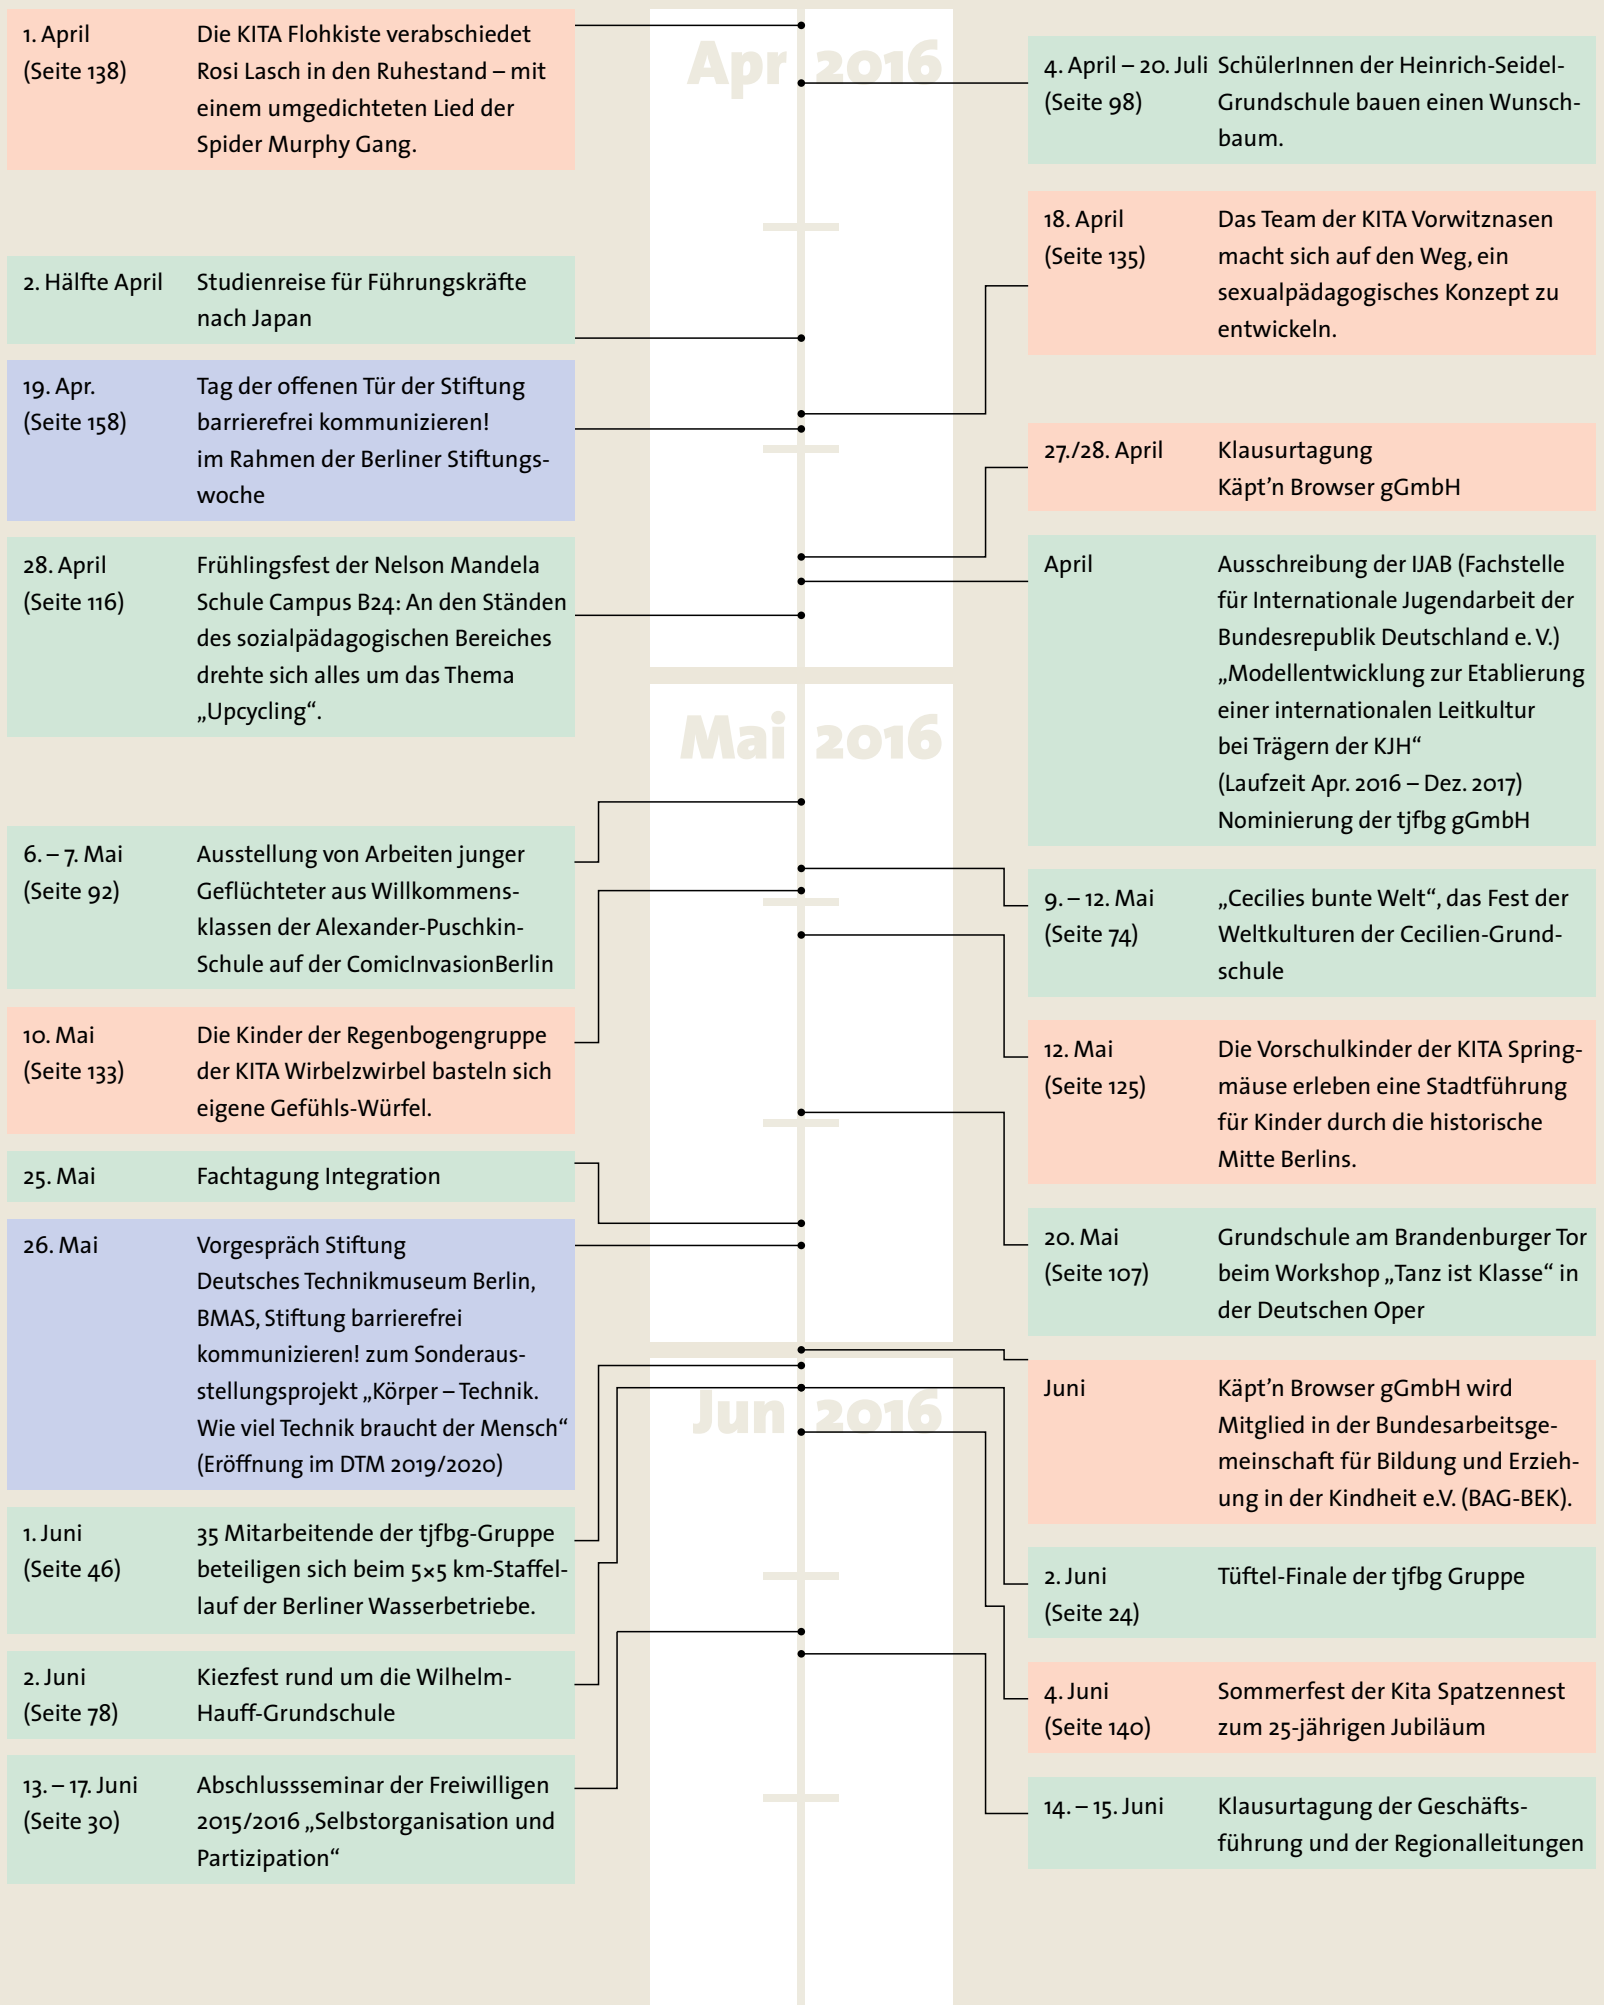 1. April
(Seite 138)
Die KITA Flohkiste verabschiedet
Rosi Lasch in den Ruhestand – mit
einem umgedichteten Lied der
Spider Murphy Gang.
2. Hälfte April
Studienreise für Führungskräfte
nach Japan
19. Apr.
(Seite 158)
Tag der offenen Tür der Stiftung
barrierefrei kommunizieren!
im Rahmen der Berliner Stiftungs-
woche
28. April
(Seite 116)
Frühlingsfest der Nelson Mandela
Schule Campus B24: An den Ständen
des sozialpädagogischen Bereiches
drehte sich alles um das Thema
„Upcycling“.
6. – 7. Mai
(Seite 92)
Ausstellung von Arbeiten junger
Geflüchteter aus Willkommens-
klassen der Alexander-Puschkin-
Schule auf der ComicInvasionBerlin
10. Mai
(Seite 133)
Die Kinder der Regenbogengruppe
der KITA Wirbelzwirbel basteln sich
eigene Gefühls-Würfel.
25. Mai
Fachtagung Integration
26. Mai
Vorgespräch Stiftung
Deutsches Technikmuseum Berlin,
BMAS, Stiftung barrierefrei
kommunizieren! zum Sonderaus-
stellungsprojekt „Körper – Technik.
Wie viel Technik braucht der Mensch“
(Eröffnung im DTM 2019/2020)
1. Juni
(Seite 46)
35 Mitarbeitende der tjfbg-Gruppe
beteiligen sich beim 5×5 km-Staffel-
lauf der Berliner Wasserbetriebe.
2. Juni
(Seite 78)
Kiezfest rund um die Wilhelm-
Hauff-Grundschule
13. – 17. Juni
(Seite 30)
Abschlussseminar der Freiwilligen
2015/2016 „Selbstorganisation und
Partizipation“
Apr 2016
Mai 2016
Jun 2016
4. April – 20. Juli
(Seite 98)
SchülerInnen der Heinrich-Seidel-
Grundschule bauen einen Wunsch-
baum.
18. April
(Seite 135)
Das Team der KITA Vorwitznasen
macht sich auf den Weg, ein
sexualpädagogisches Konzept zu
entwickeln.
27./28. April
Klausurtagung
Käpt’n Browser gGmbH
April
Ausschreibung der IJAB (Fachstelle
für Internationale Jugendarbeit der
Bundesrepublik Deutschland e. V.)
„Modellentwicklung zur Etablierung
einer internationalen Leitkultur
bei Trägern der KJH“
(Laufzeit Apr. 2016 – Dez. 2017)
Nominierung der tjfbg gGmbH
9. – 12. Mai
(Seite 74)
„Cecilies bunte Welt“, das Fest der
Weltkulturen der Cecilien-Grund-
schule
12. Mai
(Seite 125)
Die Vorschulkinder der KITA Spring-
mäuse erleben eine Stadtführung
für Kinder durch die historische
Mitte Berlins.
20. Mai
(Seite 107)
Grundschule am Brandenburger Tor
beim Workshop „Tanz ist Klasse“ in
der Deutschen Oper
Juni
Käpt’n Browser gGmbH wird
Mitglied in der Bundesarbeitsge-
meinschaft für Bildung und Erzieh-
ung in der Kindheit e.V. (BAG-BEK).
2. Juni
(Seite 24)
Tüftel-Finale der tjfbg Gruppe
4. Juni
(Seite 140)
Sommerfest der Kita Spatzennest
zum 25-jährigen Jubiläum
14. – 15. Juni
Klausurtagung der Geschäfts-
führung und der Regionalleitungen